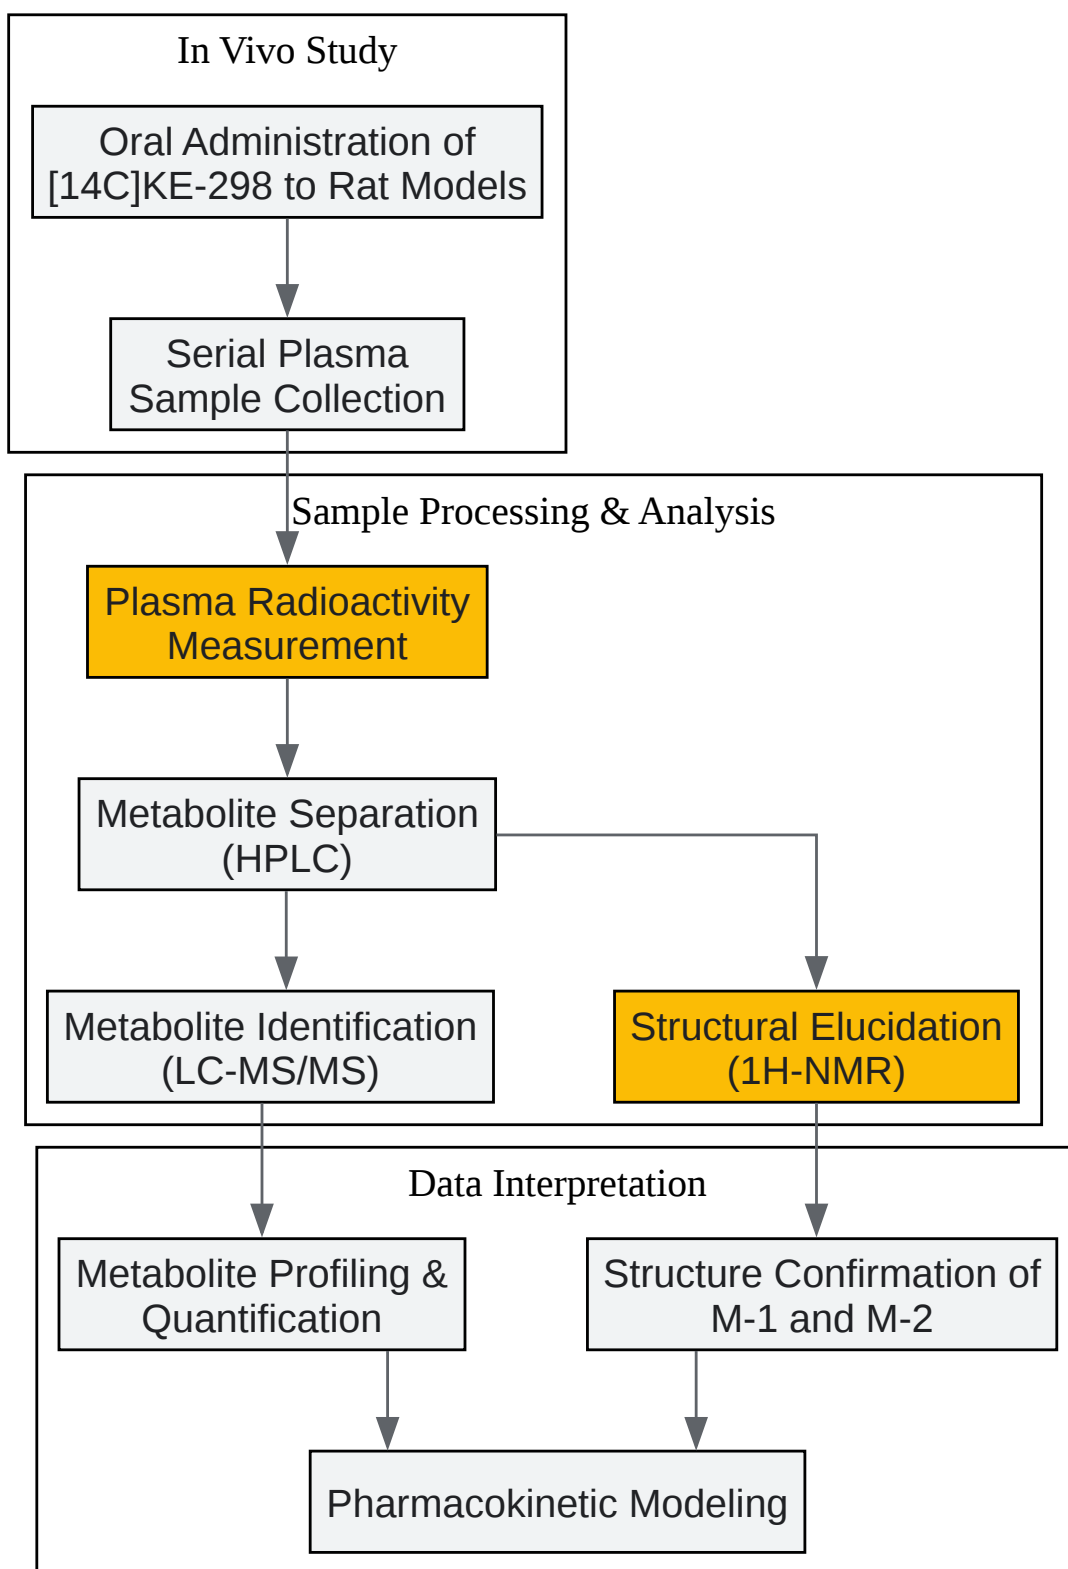 In Vivo Study
Oral Administration of
[14C]KE-298 to Rat Models
Serial Plasma
Sample Collection
Sample Processing & Analysis
Plasma Radioactivity
Measurement
Metabolite Separation
(HPLC)
Metabolite Identification
(LC-MS/MS)
Structural Elucidation
(1H-NMR)
Data Interpretation
Metabolite Profiling &
Quantification
Structure Confirmation of
M-1 and M-2
Pharmacokinetic Modeling